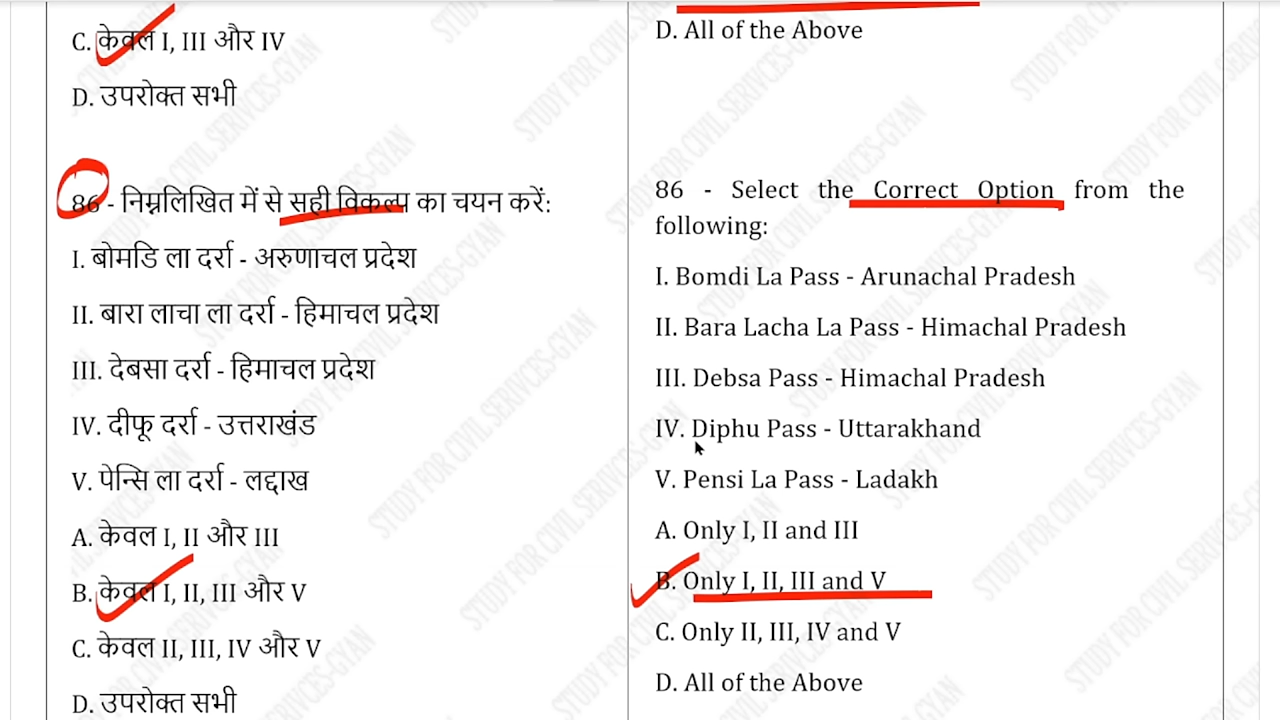 C. केवल I, III और IV
D. उपरोक्त सभी
86 - निम्नलिखित में से सही विकल्प का चयन करें:
I. बोमडि ला दर्रा - अरुणाचल प्रदेश
II. बारा लाचा ला दर्रा - हिमाचल प्रदेश
III. देबसा दर्रा - हिमाचल प्रदेश
IV. दीफू दर्रा - उत्तराखंड
V. पेन्सि ला दर्रा - लद्दाख
A. केवल I, II और III
B. केवल I, II, III और V
C. केवल II, III, IV और V
D. उपरोक्त सभी
D. All of the Above
86 - Select the Correct Option from the
following:
I. Bomdi La Pass - Arunachal Pradesh
II. Bara Lacha La Pass - Himachal Pradesh
III. Debsa Pass - Himachal Pradesh
IV. Diphu Pass - Uttarakhand
V. Pensi La Pass - Ladakh
A. Only I, II and III
B. Only I, II, III and V
C. Only II, III, IV and V
D. All of the Above
STUDY FOR CIVIL SERIVCES-GYAN